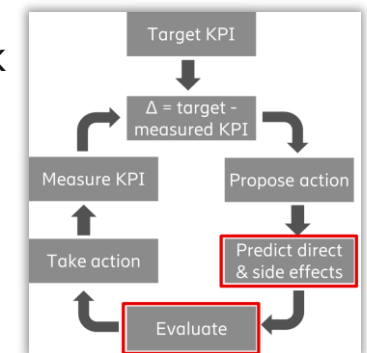 Target KPI
Δ = target -
measured KPI
Measure KPI
Propose action
Take action
Predict direct
& side effects
Evaluate